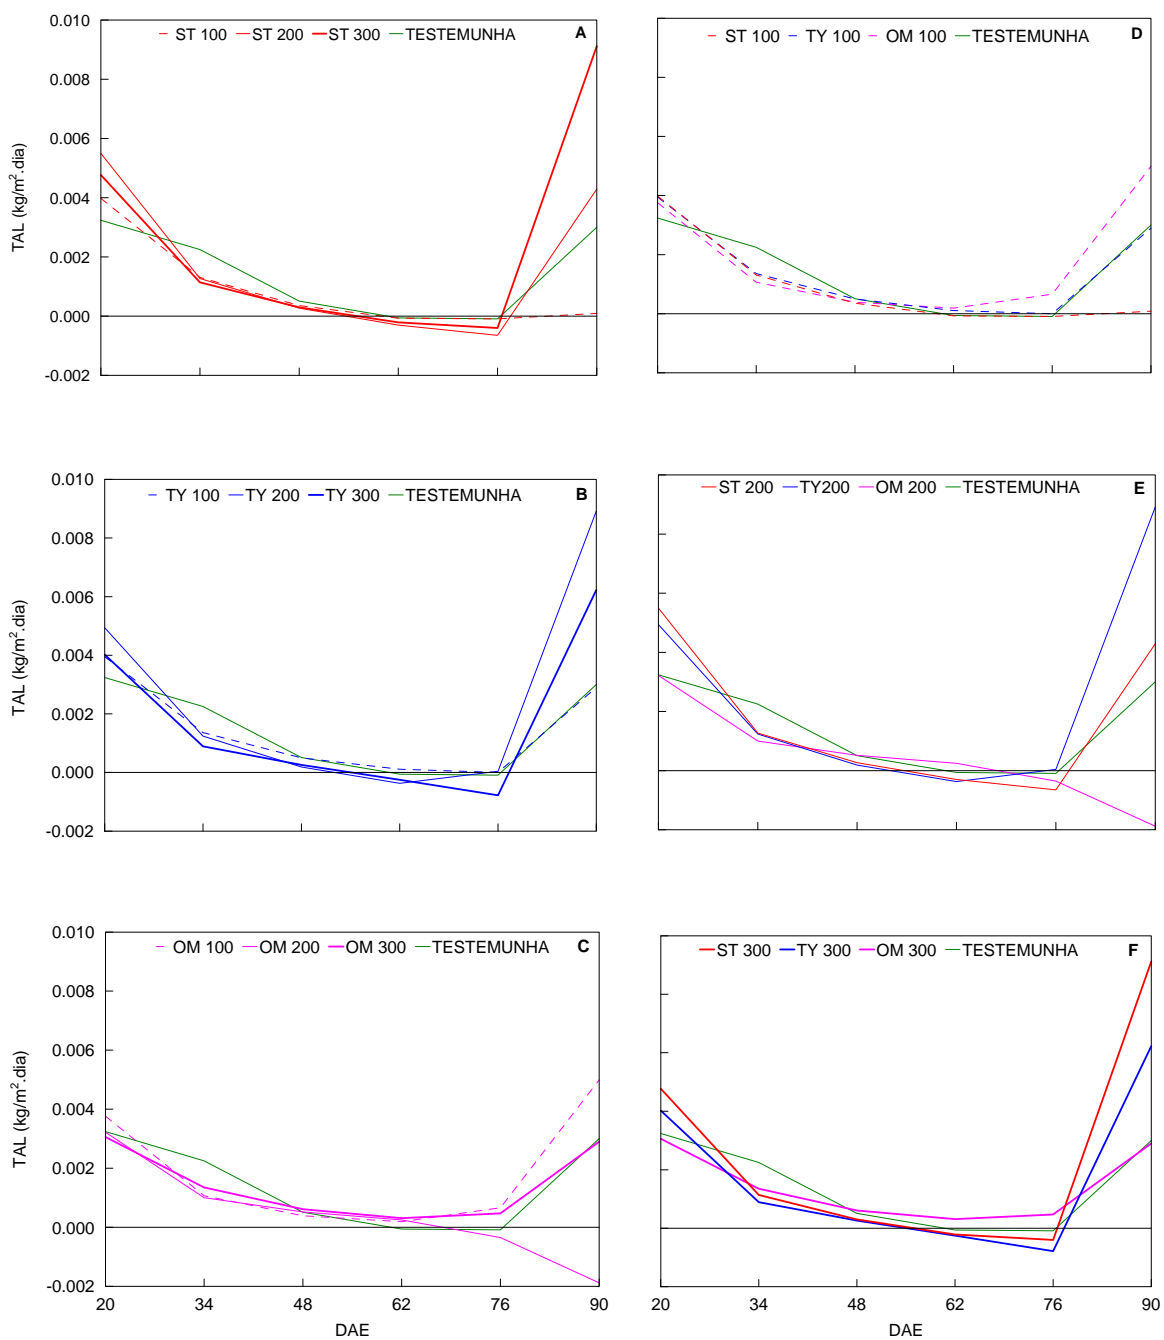 ST 100 ST 200 ST 300 TESTEMUNHA A
0.010
0.008
0.006
0.004
0.002
0.000
-0.002
TAL (kg/m².dia)
ST 100 TY 100 OM 100 TESTEMUNHA D
TY 100 TY 200 TY 300 TESTEMUNHA B
0.010
0.008
0.006
0.004
0.002
0.000
-0.002
TAL (kg/m².dia)
ST 200 TY200 OM 200 TESTEMUNHA E
OM 100 OM 200 OM 300 TESTEMUNHA C
0.010
0.008
0.006
0.004
0.002
0.000
-0.002
TAL (kg/m².dia)
20 34 48 62 76 90
DAE
ST 300 TY 300 OM 300 TESTEMUNHA F
20 34 48 62 76 90
DAE